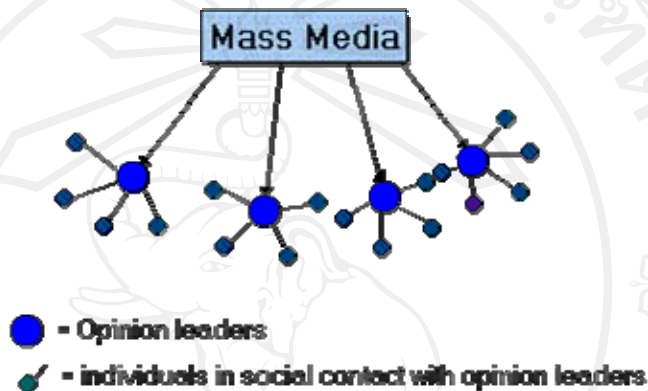 Mass Media
= Opinion leaders
= individuals in social contact with opinion leaders